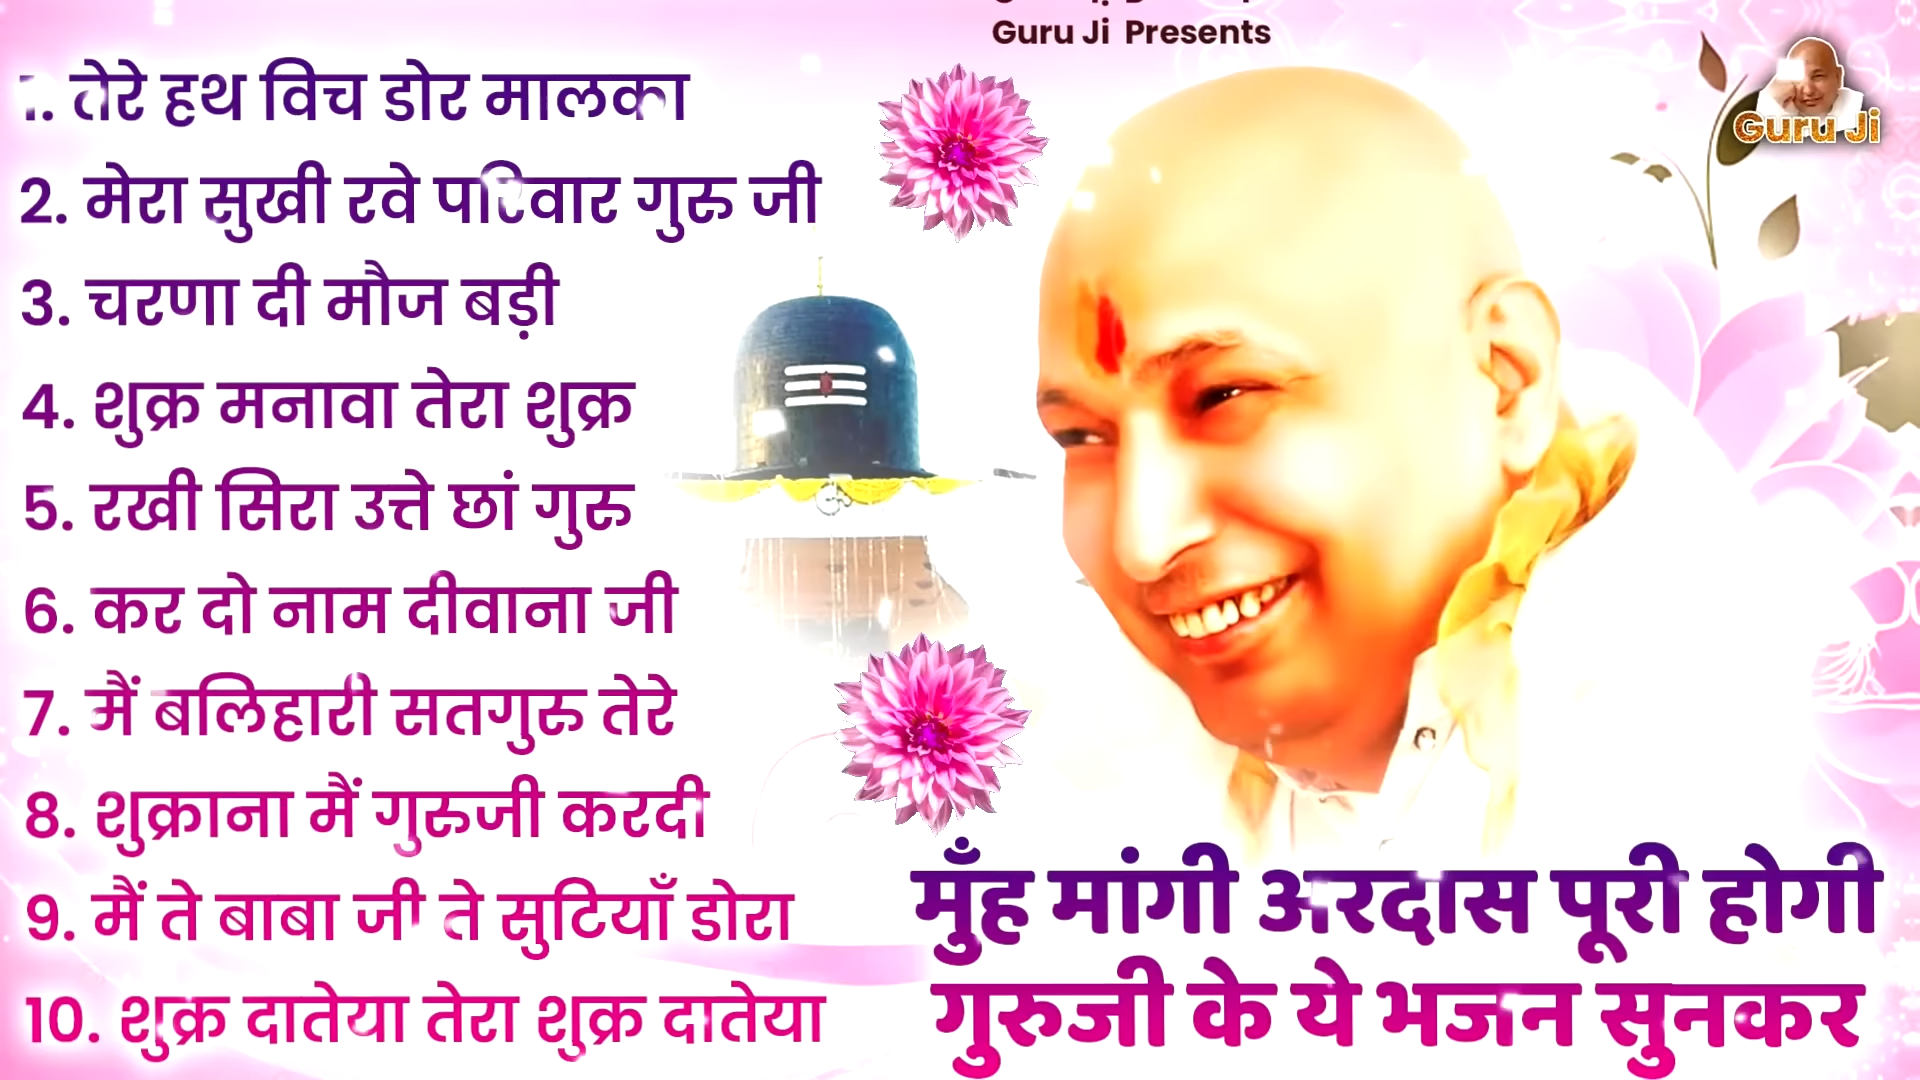 Guru Ji Presents
Guru Ji
1. तेरे हथ विच डोर मालका
2. मेरा सुखी रवे परिवार गुरु जी
3. चरणा दी मौज बड़ी
4. शुक्र मनावा तेरा शुक्र
5. रखी सिरा उत्ते छां गुरु
6. कर दो नाम दीवाना जी
7. मैं बलिहारी सतगुरु तेरे
8. शुक्राना मैं गुरुजी करदी
9. मैं ते बाबा जी ते सुटियाँ डोरा
10. शुक्र दातेया तेरा शुक्र दातेया
मुँह मांगी अरदास पूरी होगी
गुरुजी के ये भजन सुनकर